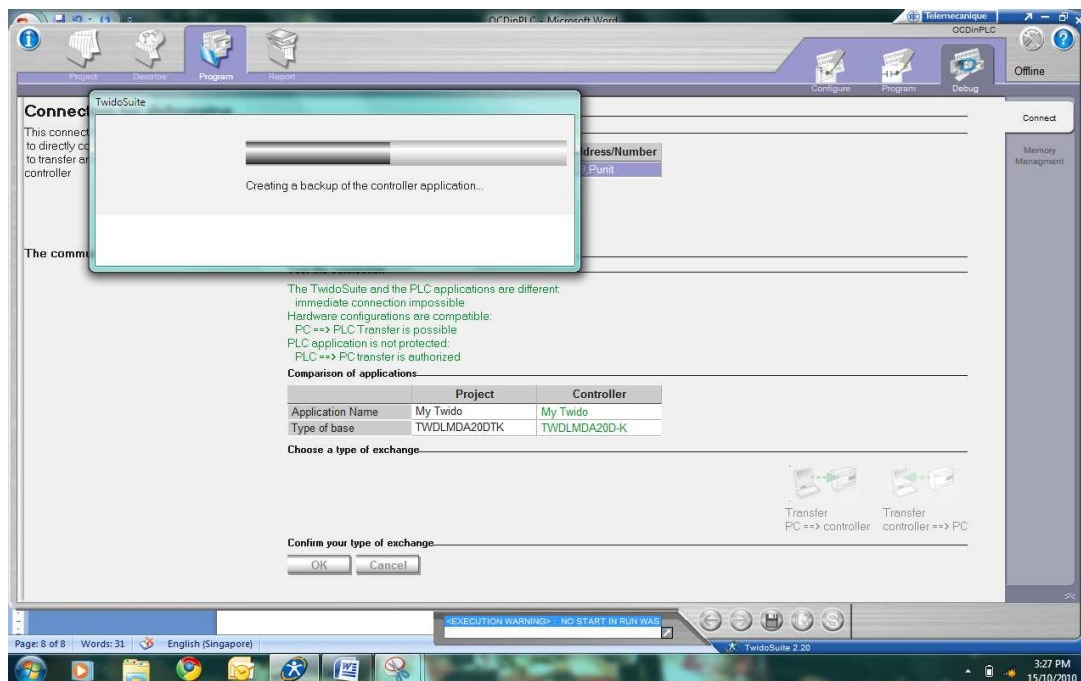 OCDinPLC - Microsoft Word
Telemecanique
OCDinPLC
Project
Describe
Program
Report
Configure
Program
Debug
Offline
TwidoSuite
Creating a backup of the controller application...
This connect
to directly co
to transfer an
controller
dress/Number
Punit
Connect
Memory
Managment
The commu
The TwidoSuite and the PLC applications are different:
immediate connection impossible
Hardware configurations are compatible:
PC ==> PLC Transfer is possible
PLC application is not protected:
PLC ==> PC transfer is authorized
Comparison of applications
Project Controller
Application Name My Twido My Twido
Type of base TWDLMDA20DTK TWDLMDA20D-K
Choose a type of exchange
Transfer
PC ==> controller
Transfer
controller ==> PC
Confirm your type of exchange
OK Cancel
<EXECUTION WARNING> : NO START IN RUN WAS
Page: 8 of 8 Words: 31 English (Singapore)
TwidoSuite 2.20
3:27 PM
15/10/2010